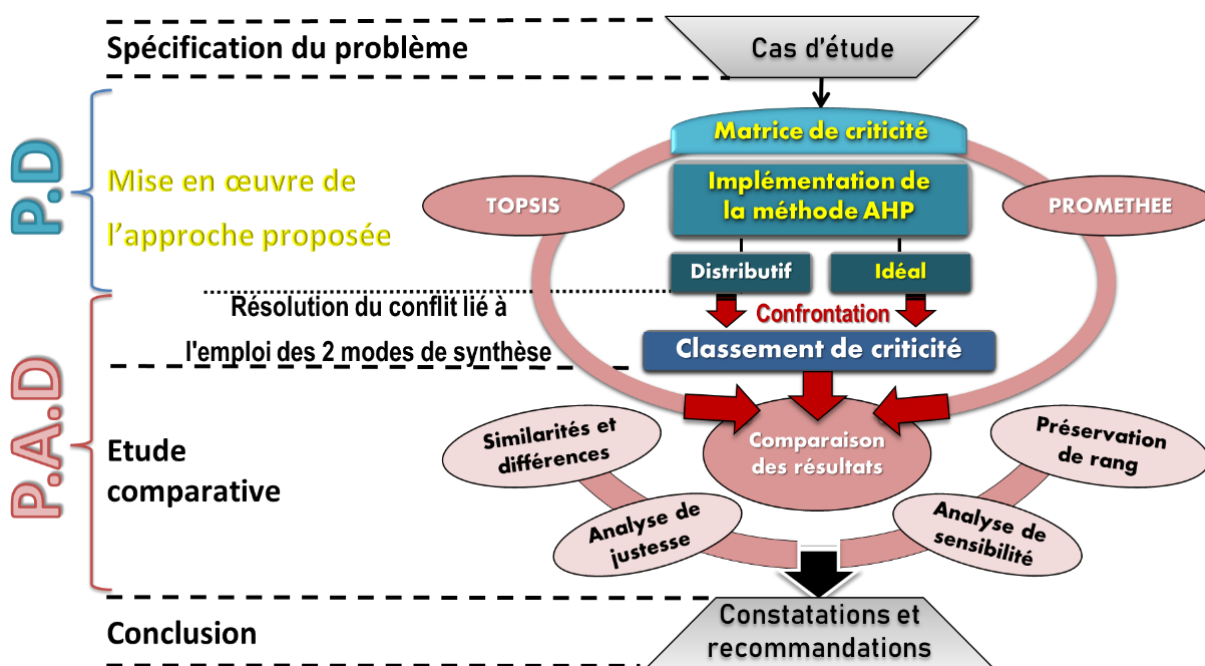 Spécification du problème
Cas d'étude
P.D
Mise en œuvre de
l'approche proposée
Matrice de criticité
Implémentation de
la méthode AHP
TOPSIS
PROMETHEE
Distributif
Idéal
P.A.D
Résolution du conflit lié à
l'emploi des 2 modes de synthèse
Confrontation
Classement de criticité
Etude
comparative
Comparaison
des résultats
Similarités et
différences
Préservation
de rang
Analyse de
justesse
Analyse de
sensibilité
Conclusion
Constatations et
recommandations